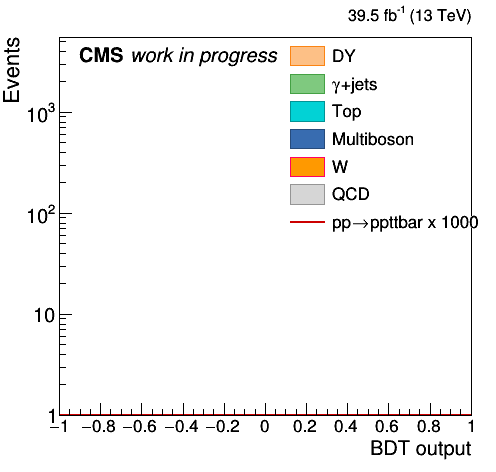 39.5 fb⁻¹ (13 TeV)
CMS work in progress
Events
DY
γ+jets
Top
Multiboson
W
QCD
pp→ppttbar x 1000
10³
10²
10
1
−1 −0.8 −0.6 −0.4 −0.2 0 0.2 0.4 0.6 0.8 1
BDT output